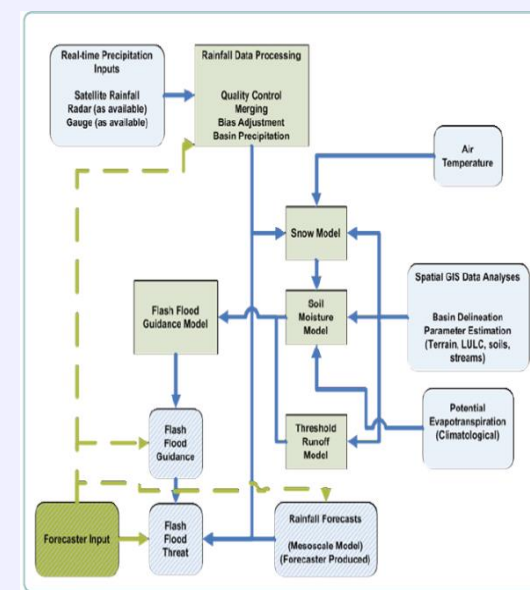 Real-time Precipitation
Inputs
Satellite Rainfall
Radar (as available)
Gauge (as available)
Rainfall Data Processing
Quality Control
Merging
Bias Adjustment
Basin Precipitation
Air
Temperature
Snow Model
Flash Flood
Guidance Model
Soil
Moisture
Model
Spatial GIS Data Analyses
Basin Delineation
Parameter Estimation
(Terrain, LULC, soils,
streams)
Potential
Evapotranspiration
(Climatological)
Threshold
Runoff
Model
Flash
Flood
Guidance
Forecaster Input
Flash
Flood
Threat
Rainfall Forecasts
(Mesoscale Model)
(Forecaster Produced)